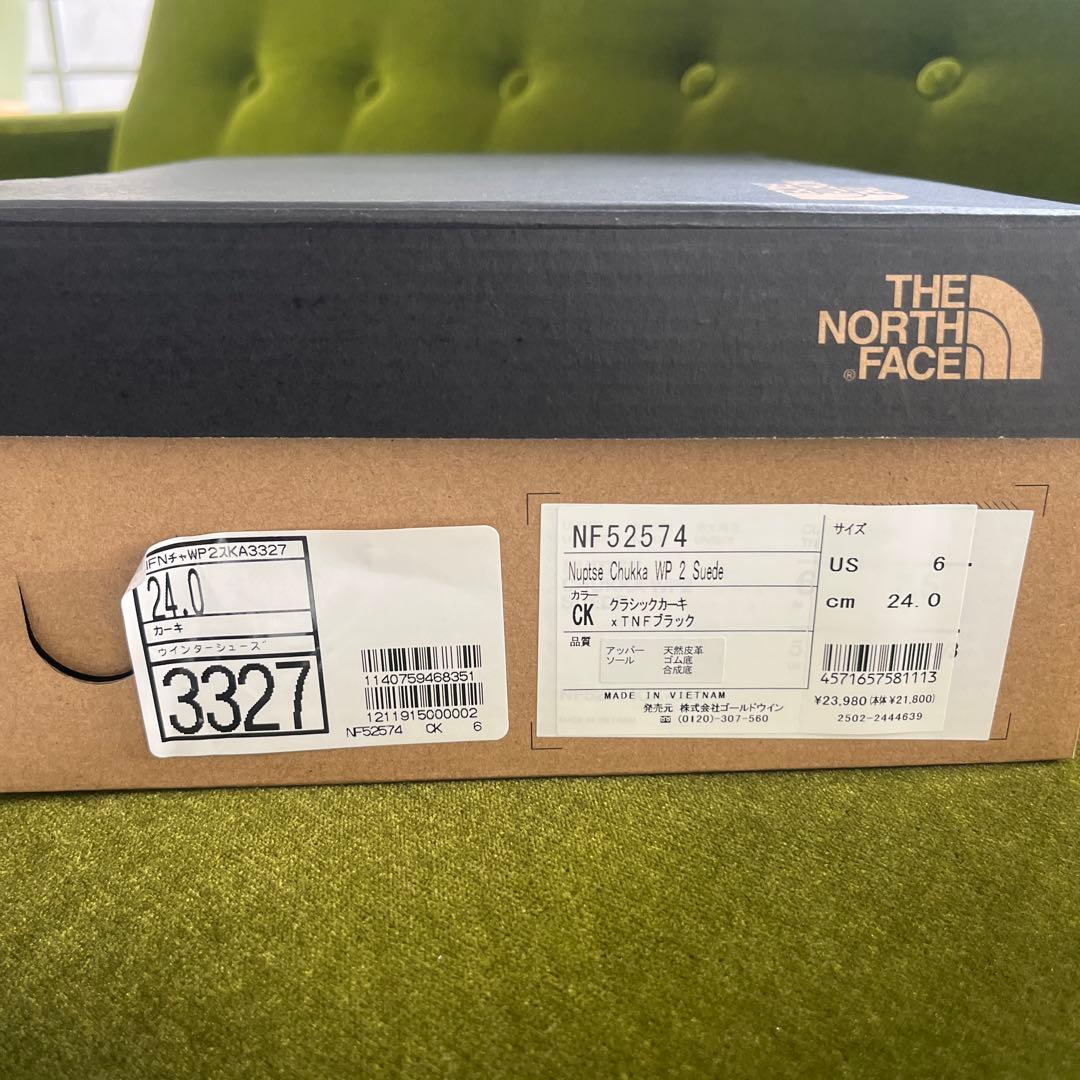 THE
NORTH
FACE
®
IFNチャWP2スKA3327
24.0
カーキ
ウインターシューズ
3327
1140759468351
1211915000002
NF52574 CK 6
NF52574
Nuptse Chukka WP 2 Suede
カラー
CK クラシックカーキ
xTNFブラック
品質
アッパー 天然皮革
ソール ゴム底
合成底
MADE IN VIETNAM
発売元 株式会社ゴールドウイン
(0120)-307-560
サイズ
US 6
cm 24.0
4571657581113
¥23,980(本体¥21,800)
2502-2444639